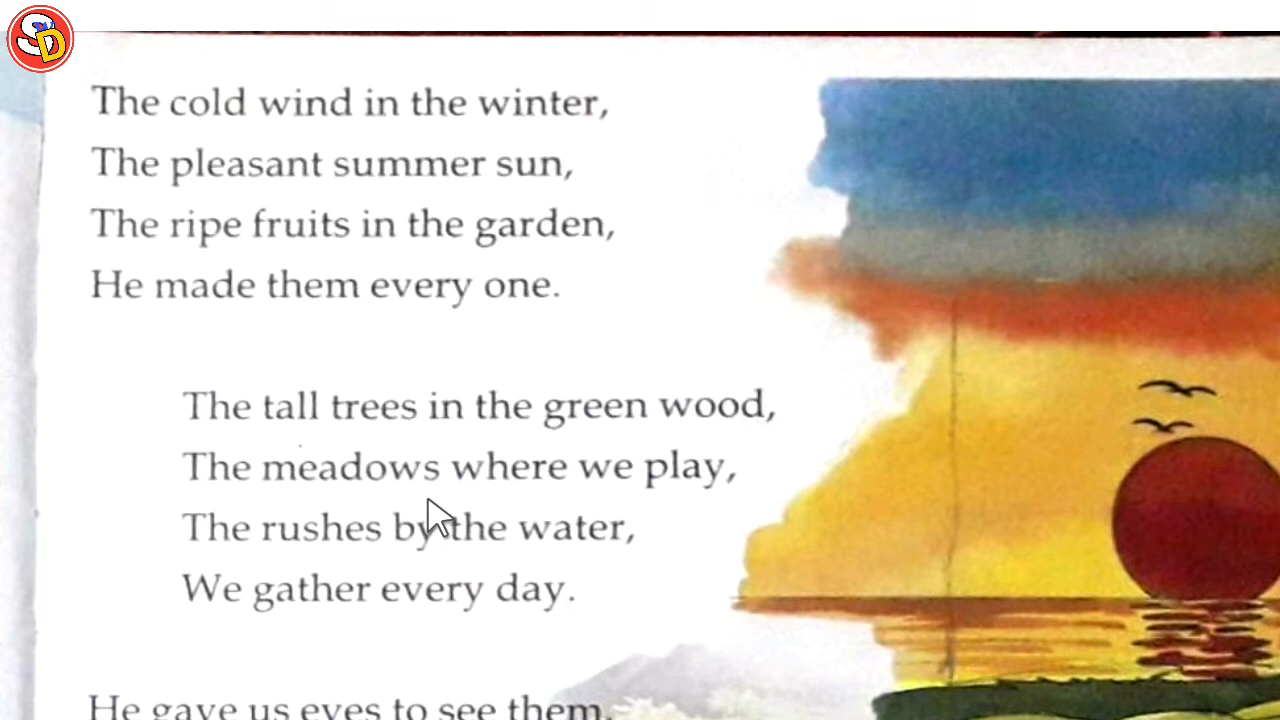 SD
The cold wind in the winter,
The pleasant summer sun,
The ripe fruits in the garden,
He made them every one.
The tall trees in the green wood,
The meadows where we play,
The rushes by the water,
We gather every day.
He gave us eyes to see them,